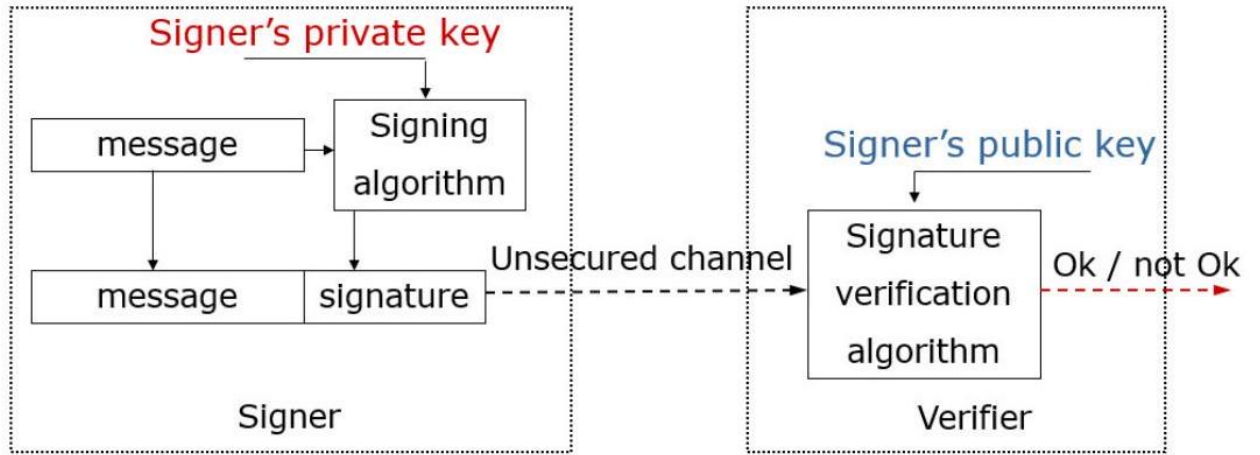 Signer’s private key
message
Signing
algorithm
message
signature
Signer
Unsecured channel
Signer’s public key
Signature
verification
algorithm
Ok / not Ok
Verifier